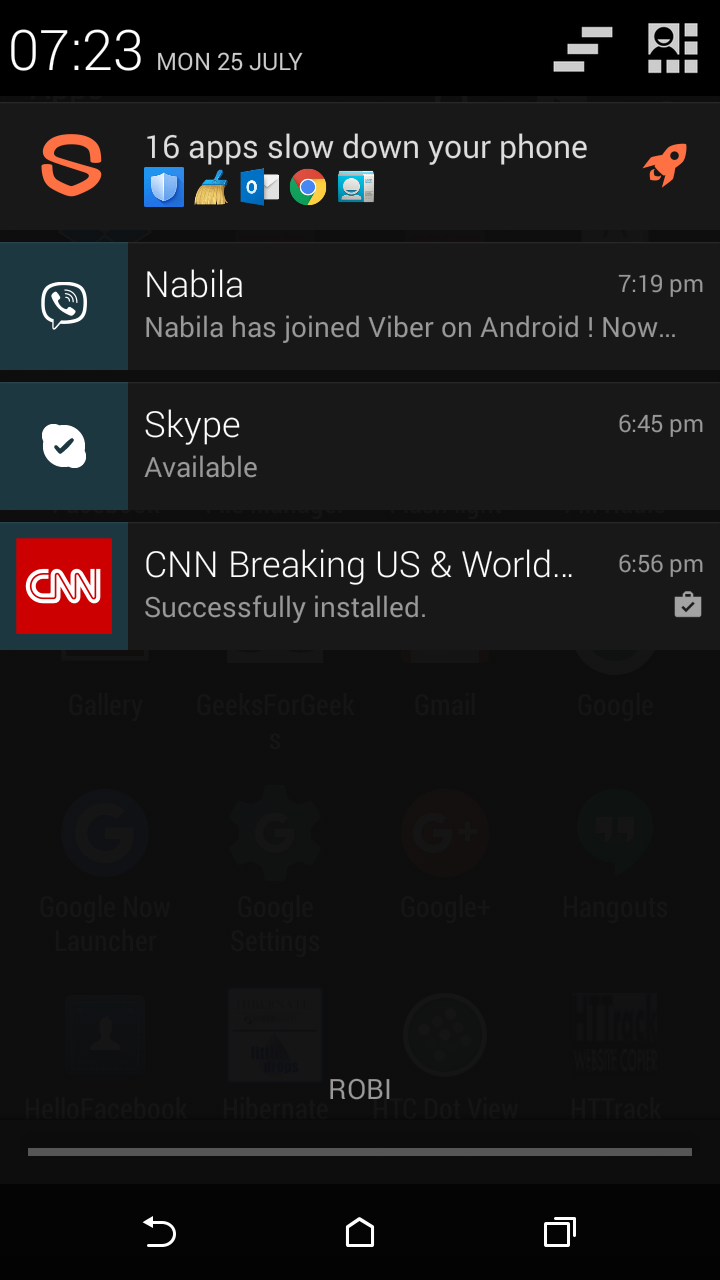 07:23 MON 25 JULY
16 apps slow down your phone
Nabila 7:19 pm
Nabila has joined Viber on Android ! Now...
Skype 6:45 pm
Available
CNN CNN Breaking US & World... 6:56 pm
Successfully installed.
Gallery GeeksForGeek
s Gmail Google
Google Now
Launcher Google
Settings Google+ Hangouts
ROBI
HelloFacebook Hibernate HTC Dot View HTTrack